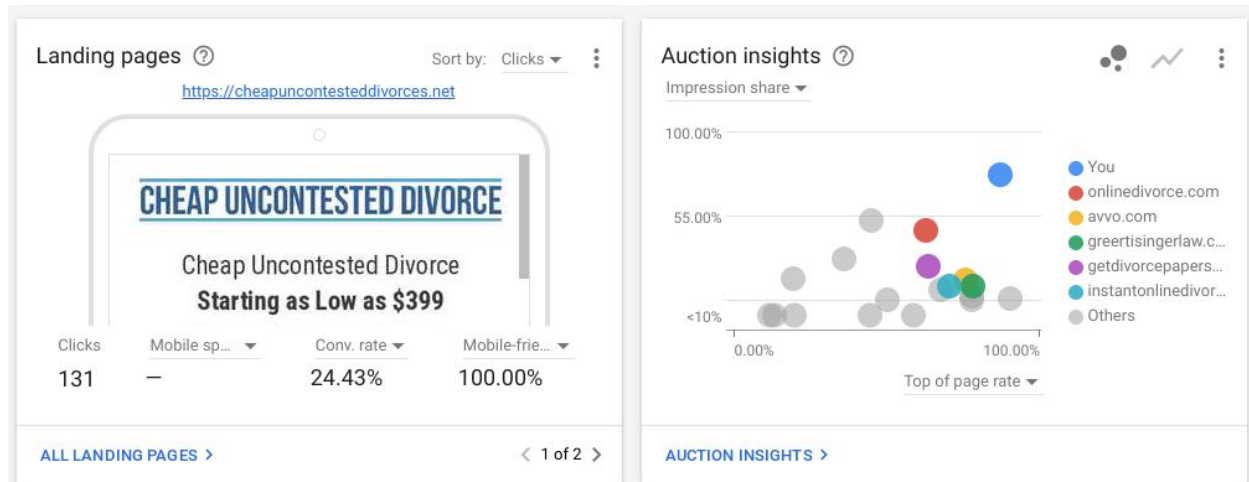 Landing pages
Sort by: Clicks
https://cheapuncontesteddivorces.net
CHEAP UNCONTESTED DIVORCE
Cheap Uncontested Divorce
Starting as Low as $399
Clicks Mobile sp... Conv. rate Mobile-frie...
131 — 24.43% 100.00%
ALL LANDING PAGES
1 of 2
Auction insights
Impression share
100.00%
55.00%
<10%
0.00% 100.00%
Top of page rate
You
onlinedivorce.com
avvo.com
greertisingerlaw.c...
getdivorcepapers...
instantonlinedivor...
Others
AUCTION INSIGHTS